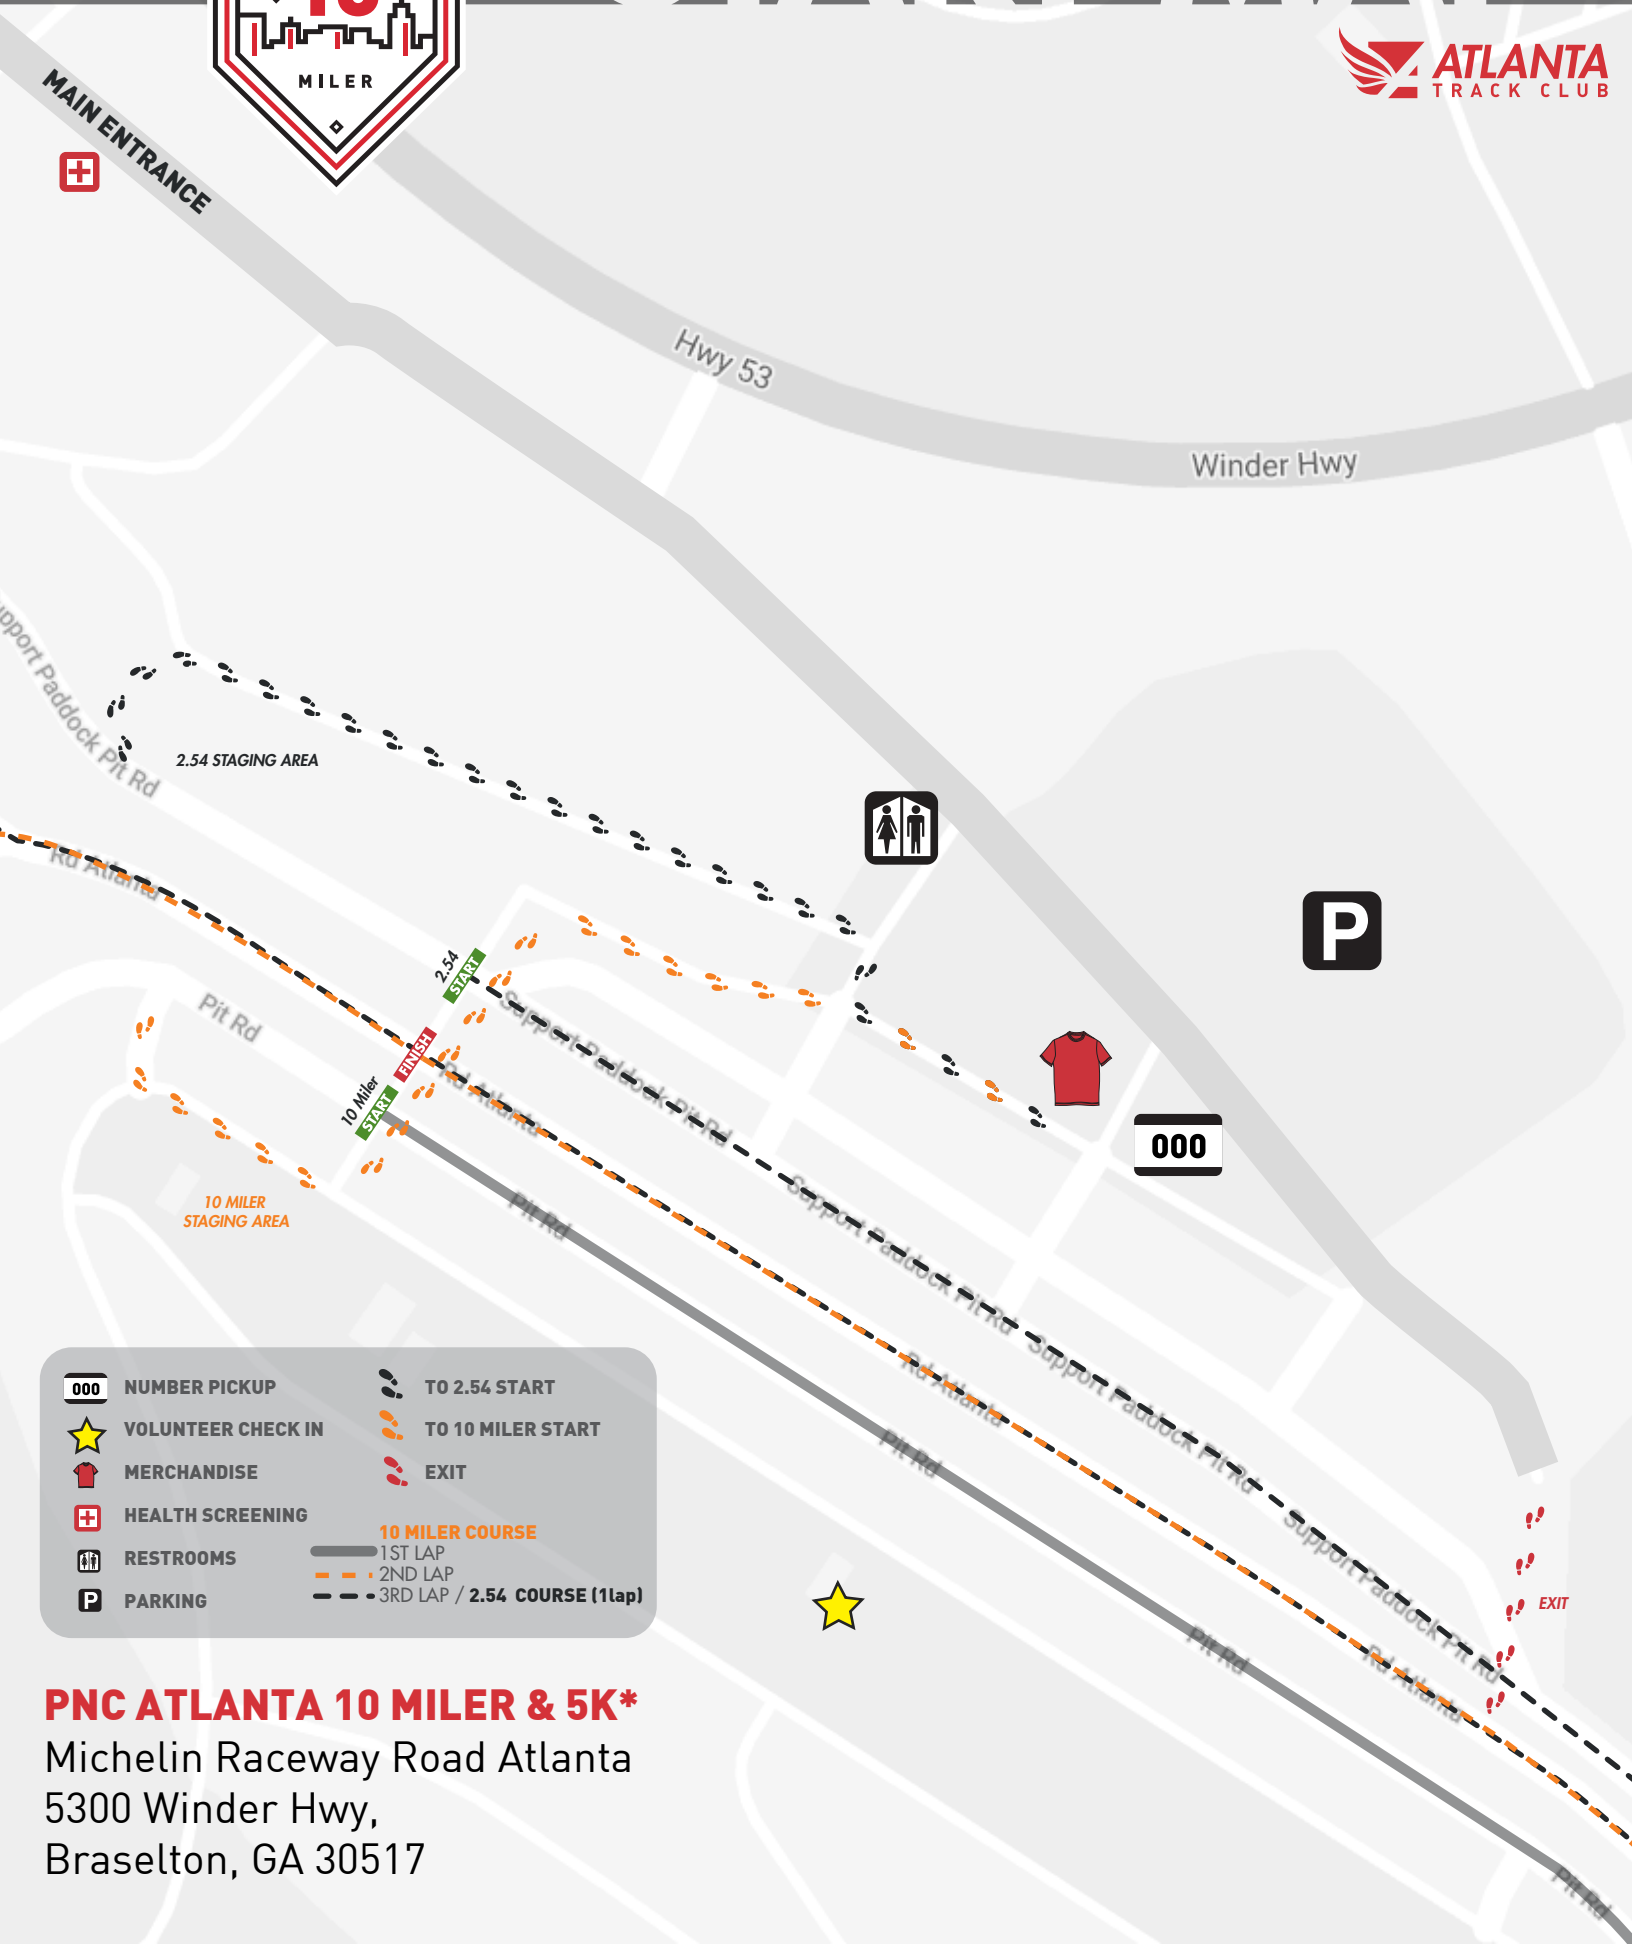 10
MILER
ATLANTA
TRACK CLUB
MAIN ENTRANCE
Hwy 53
Winder Hwy
Support Paddock Pit Rd
2.54 STAGING AREA
Rd Atlanta
Pit Rd
2.54
START
FINISH
10 Miler
START
Support Paddock Pit Rd
Rd Atlanta
000
10 MILER
STAGING AREA
Pit Rd
Support Paddock Pit Rd
P
Support Paddock Pit Rd
Rd Atlanta
Pit Rd
Support Paddock Pit Rd
EXIT
Pit Rd
Rd Atlanta
Pit Rd
000 NUMBER PICKUP
VOLUNTEER CHECK IN
MERCHANDISE
HEALTH SCREENING
RESTROOMS
P PARKING
TO 2.54 START
TO 10 MILER START
EXIT
10 MILER COURSE
1ST LAP
2ND LAP
3RD LAP / 2.54 COURSE (1lap)
PNC ATLANTA 10 MILER & 5K*
Michelin Raceway Road Atlanta
5300 Winder Hwy,
Braselton, GA 30517